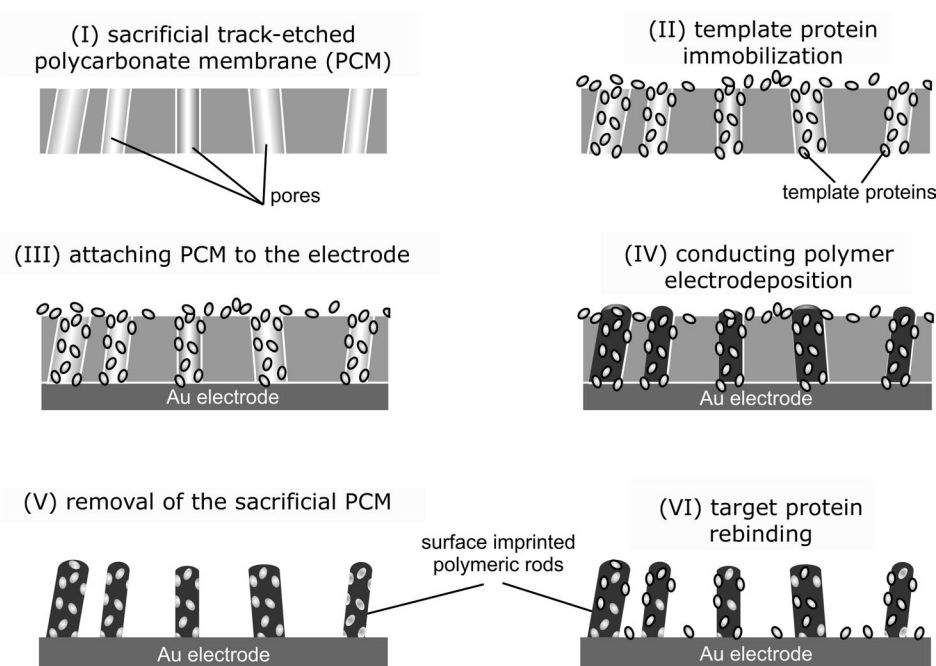 (I) sacrificial track-etched
polycarbonate membrane (PCM)
pores
(II) template protein
immobilization
template proteins
(III) attaching PCM to the electrode
Au electrode
(IV) conducting polymer
electrodeposition
Au electrode
(V) removal of the sacrificial PCM
surface imprinted
polymeric rods
Au electrode
(VI) target protein
rebinding
Au electrode